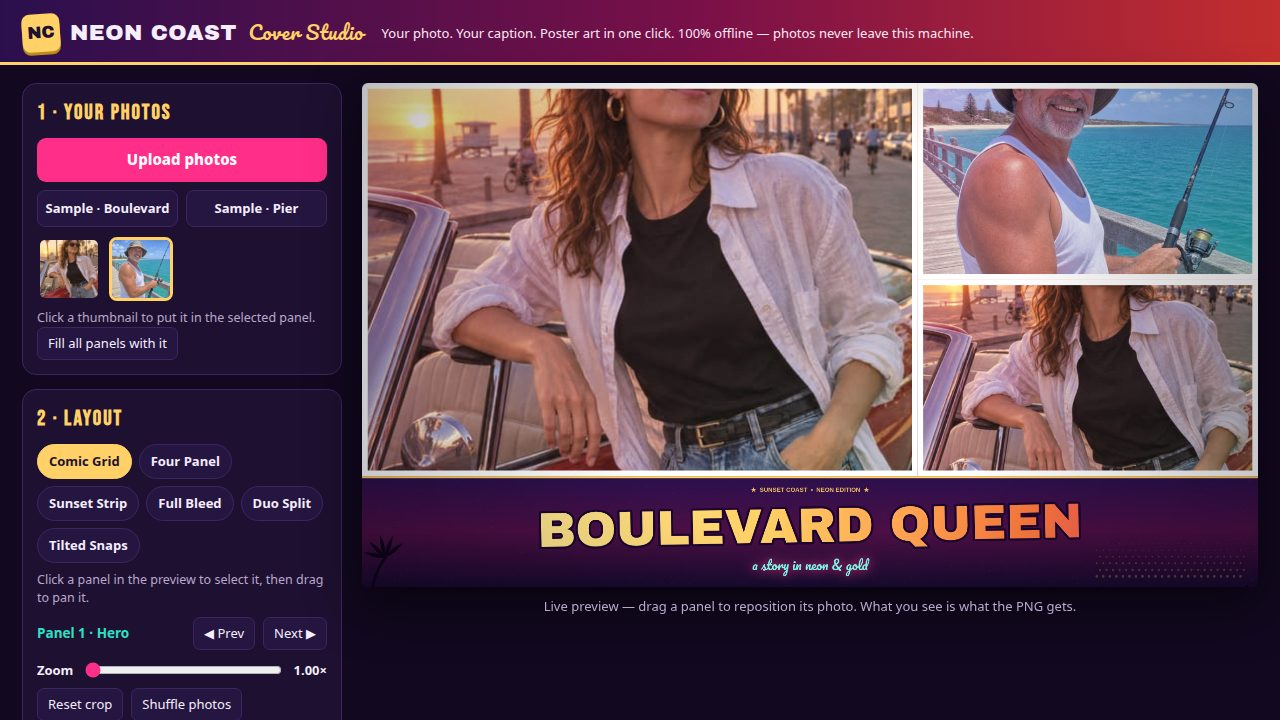 NC NEON COAST Cover Studio Your photo. Your caption. Poster art in one click. 100% offline — photos never leave this machine.
1 · YOUR PHOTOS
Upload photos
Sample · Boulevard Sample · Pier
Click a thumbnail to put it in the selected panel.
Fill all panels with it
2 · LAYOUT
Comic Grid Four Panel
Sunset Strip Full Bleed Duo Split
Tilted Snaps
Click a panel in the preview to select it, then drag
to pan it.
Panel 1 · Hero ◀ Prev Next ▶
Zoom 1.00×
Reset crop Shuffle photos
★ SUNSET COAST • NEON EDITION ★
BOULEVARD QUEEN
a story in neon & gold
Live preview — drag a panel to reposition its photo. What you see is what the PNG gets.